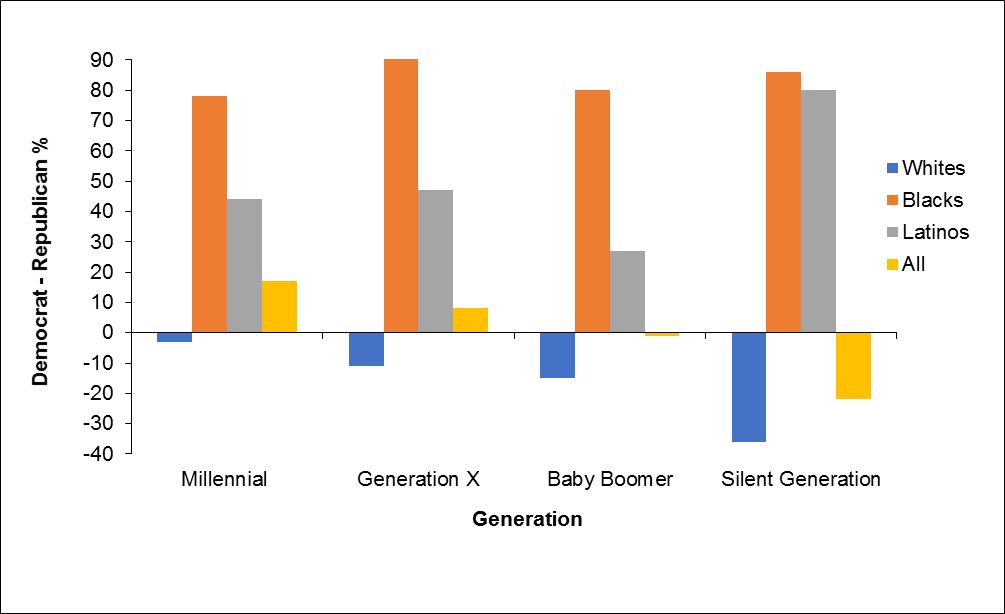 Democrat - Republican %
90
80
70
60
50
40
30
20
10
0
-10
-20
-30
-40
Millennial
Generation X
Baby Boomer
Silent Generation
Generation
Whites
Blacks
Latinos
All